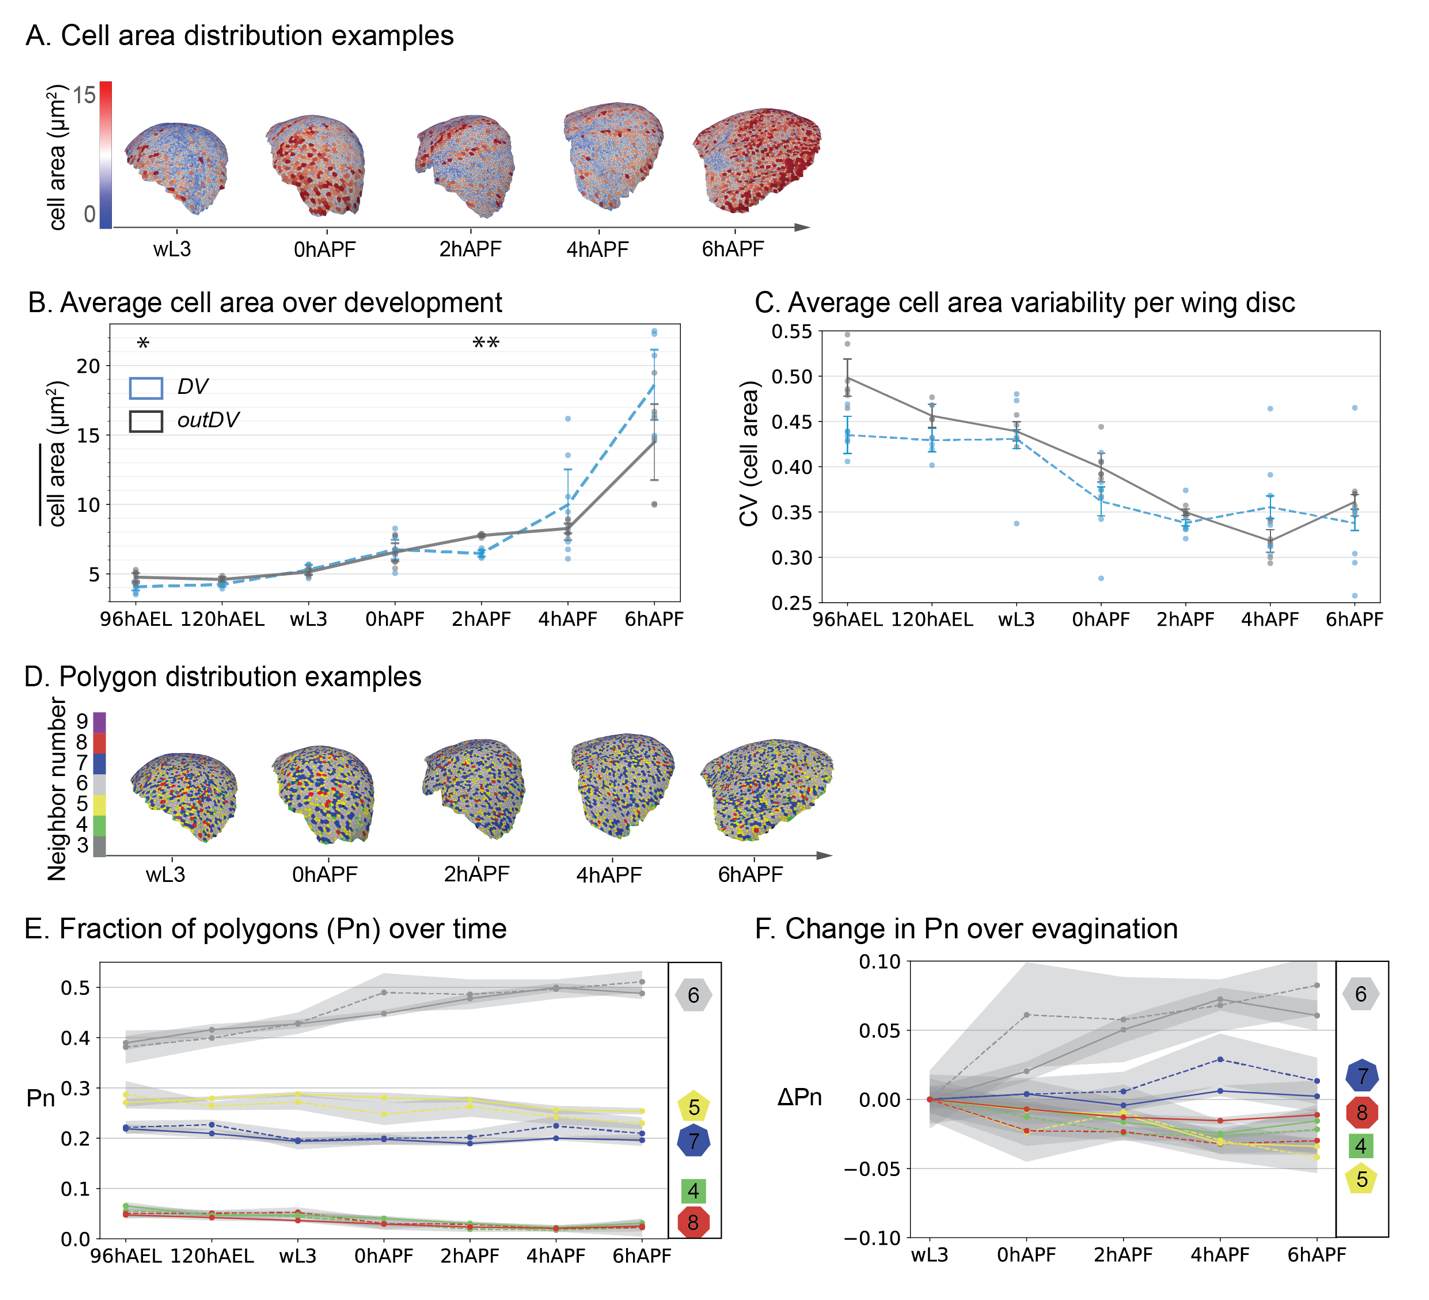 A. Cell area distribution examples
cell area (µm²)
15
0
wL3 0hAPF 2hAPF 4hAPF 6hAPF
B. Average cell area over development
cell area (µm²)
20
15
10
5
* **
DV
outDV
96hAEL 120hAEL wL3 0hAPF 2hAPF 4hAPF 6hAPF
C. Average cell area variability per wing disc
CV (cell area)
0.55
0.50
0.45
0.40
0.35
0.30
0.25
96hAEL 120hAEL wL3 0hAPF 2hAPF 4hAPF 6hAPF
D. Polygon distribution examples
Neighbor number
9
8
7
6
5
4
3
wL3 0hAPF 2hAPF 4hAPF 6hAPF
E. Fraction of polygons (Pn) over time
Pn
0.5
0.4
0.3
0.2
0.1
0.0
96hAEL 120hAEL wL3 0hAPF 2hAPF 4hAPF 6hAPF
6
5
7
4
8
F. Change in Pn over evagination
ΔPn
0.10
0.05
0.00
−0.05
−0.10
wL3 0hAPF 2hAPF 4hAPF 6hAPF
6
7
8
4
5